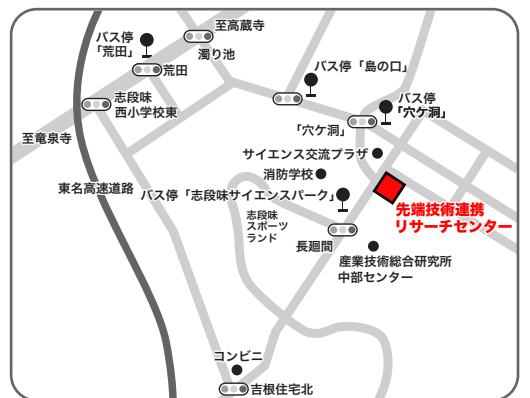 至高蔵寺
バス停
「荒田」
濁り池
荒田
バス停「島の口」
志段味
西小学校東
バス停
「穴ケ洞」
「穴ケ洞」
至竜泉寺
サイエンス交流プラザ
消防学校
東名高速道路
バス停「志段味サイエンスパーク」
先端技術連携
リサーチセンター
志段味
スポーツ
ランド
長廻間
産業技術総合研究所
中部センター
コンビニ
吉根住宅北